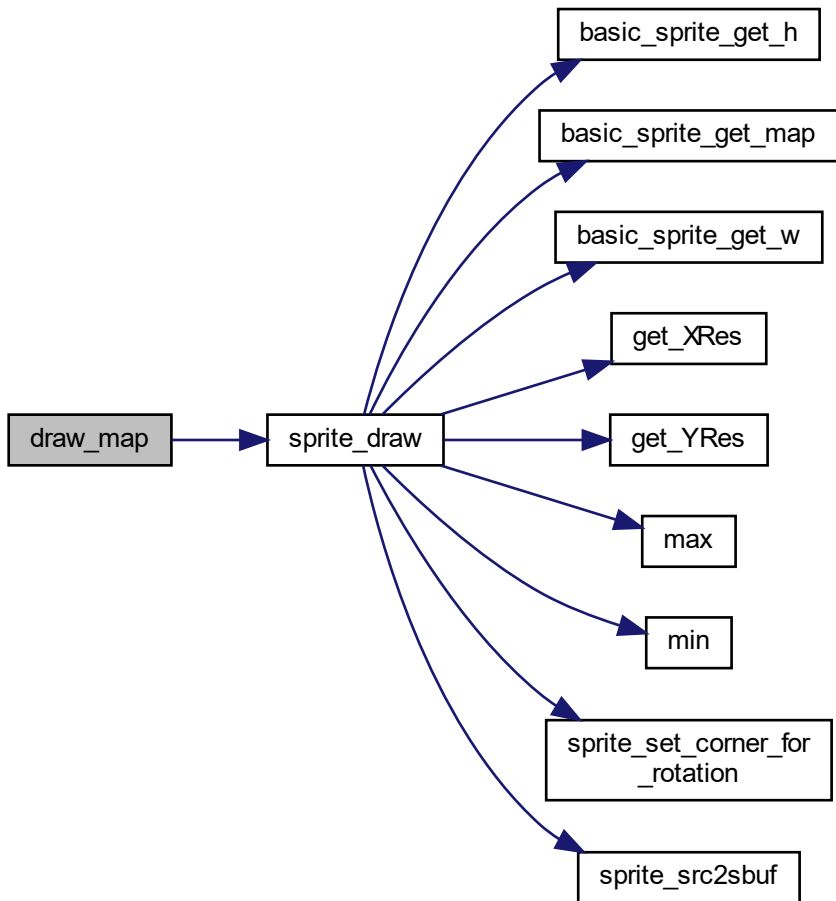 basic_sprite_get_h
basic_sprite_get_map
basic_sprite_get_w
get_XRes
draw_map
sprite_draw
get_YRes
max
min
sprite_set_corner_for
_rotation
sprite_src2sbuf